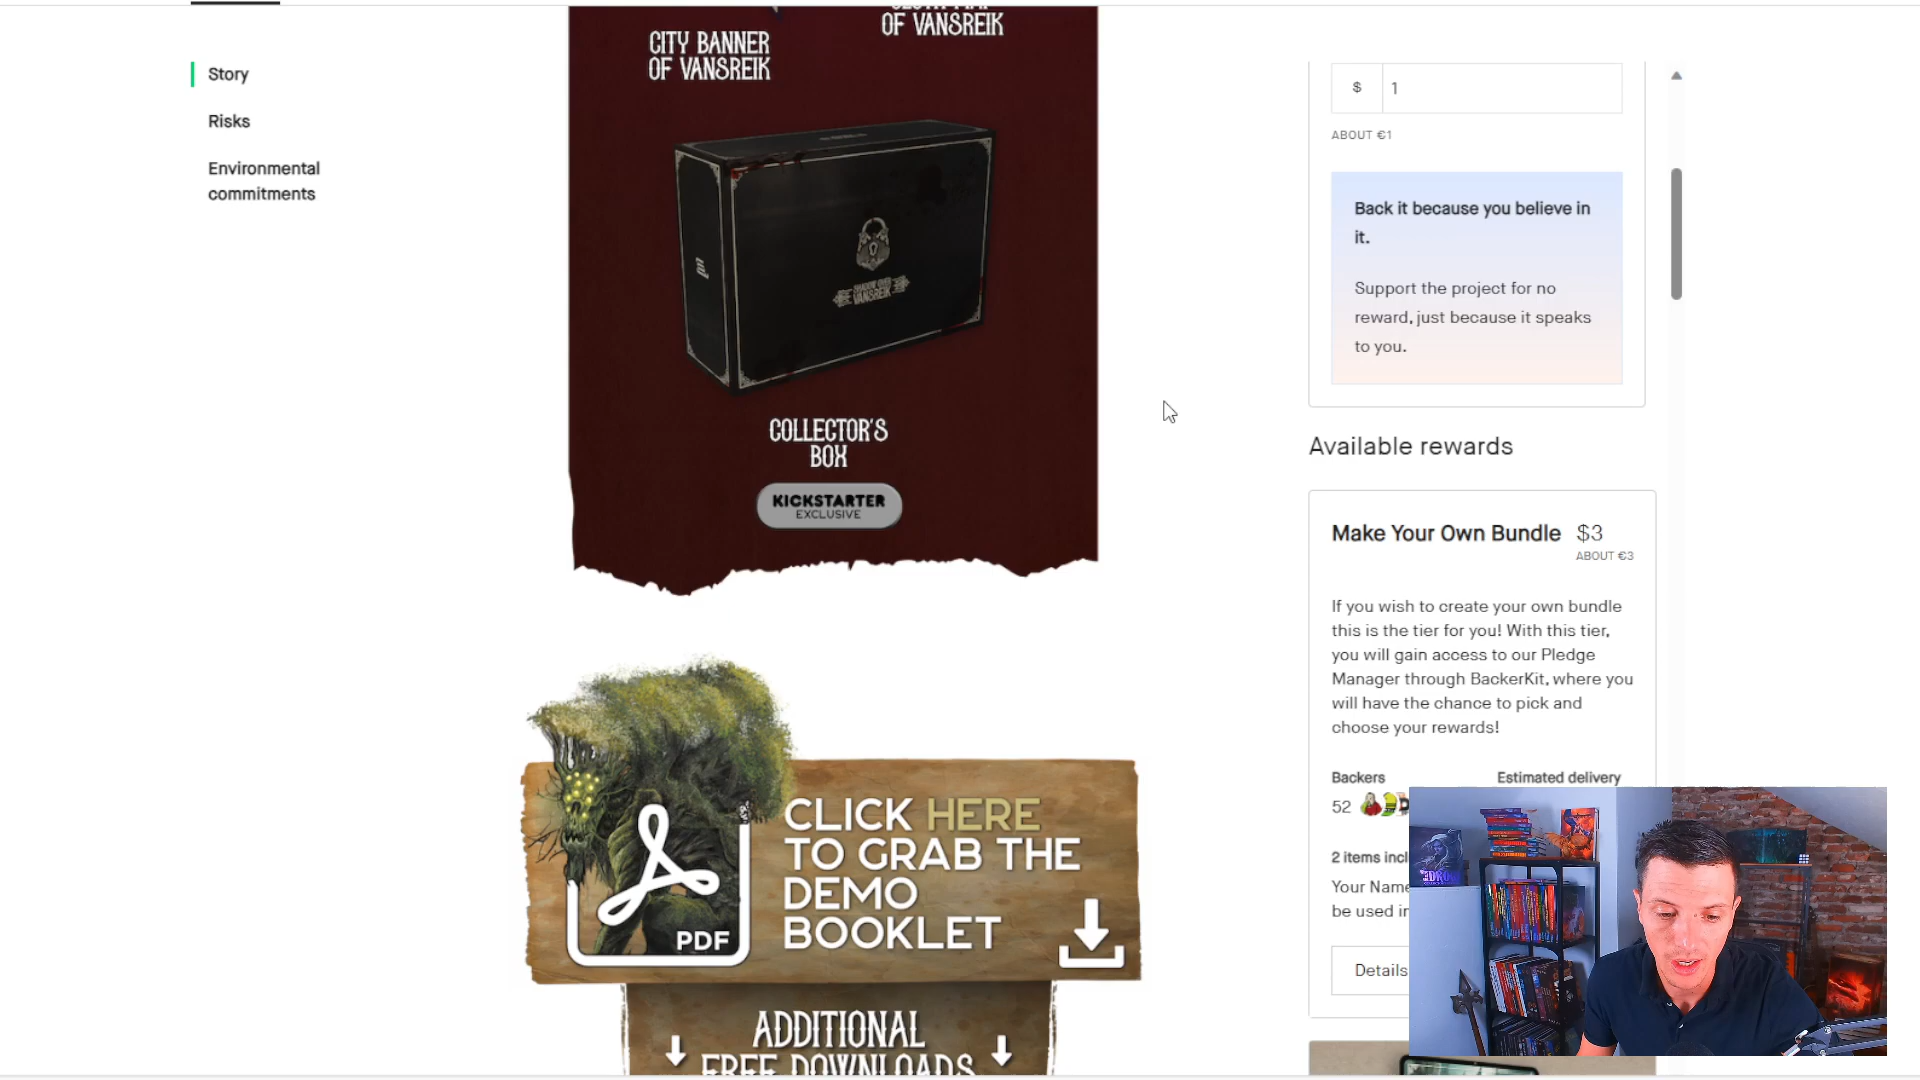 Story
Risks
Environmental
commitments
OF VANSREIK
CITY BANNER
OF VANSREIK
SHADOW OVER
VANSREIK
COLLECTOR'S
BOX
KICKSTARTER
EXCLUSIVE
CLICK HERE
TO GRAB THE
DEMO
BOOKLET
PDF
ADDITIONAL
FREE DOWNLOADS
$ 1
ABOUT €1
Back it because you believe in
it.
Support the project for no
reward, just because it speaks
to you.
Available rewards
Make Your Own Bundle $3
ABOUT €3
If you wish to create your own bundle
this is the tier for you! With this tier,
you will gain access to our Pledge
Manager through BackerKit, where you
will have the chance to pick and
choose your rewards!
Backers Estimated delivery
52
2 items incl
Your Name
be used in
Details